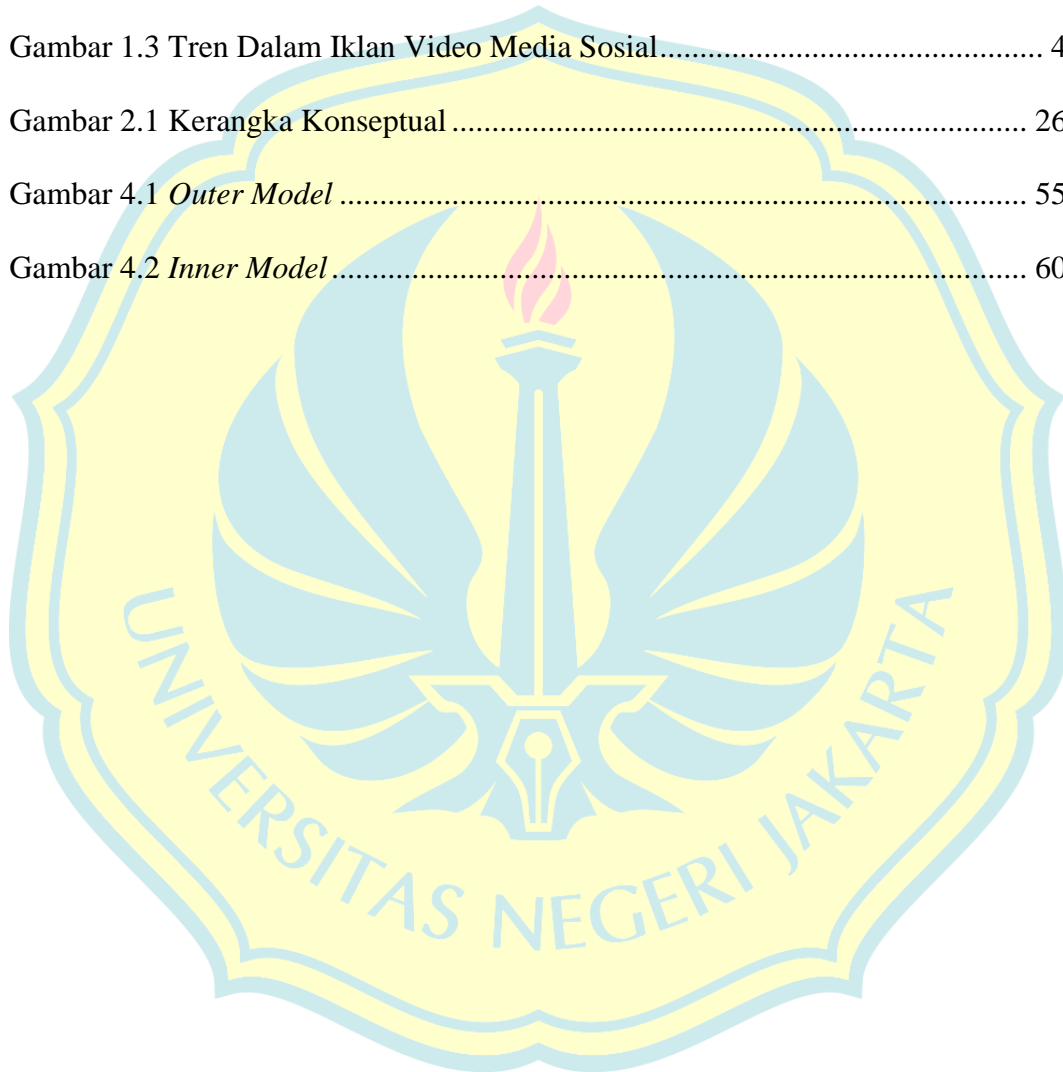 Gambar 1.3 Tren Dalam Iklan Video Media Sosial................................................ 4
Gambar 2.1 Kerangka Konseptual ........................................................................ 26
Gambar 4.1 Outer Model ...................................................................................... 55
Gambar 4.2 Inner Model ....................................................................................... 60
UNIVERSITAS NEGERI JAKARTA